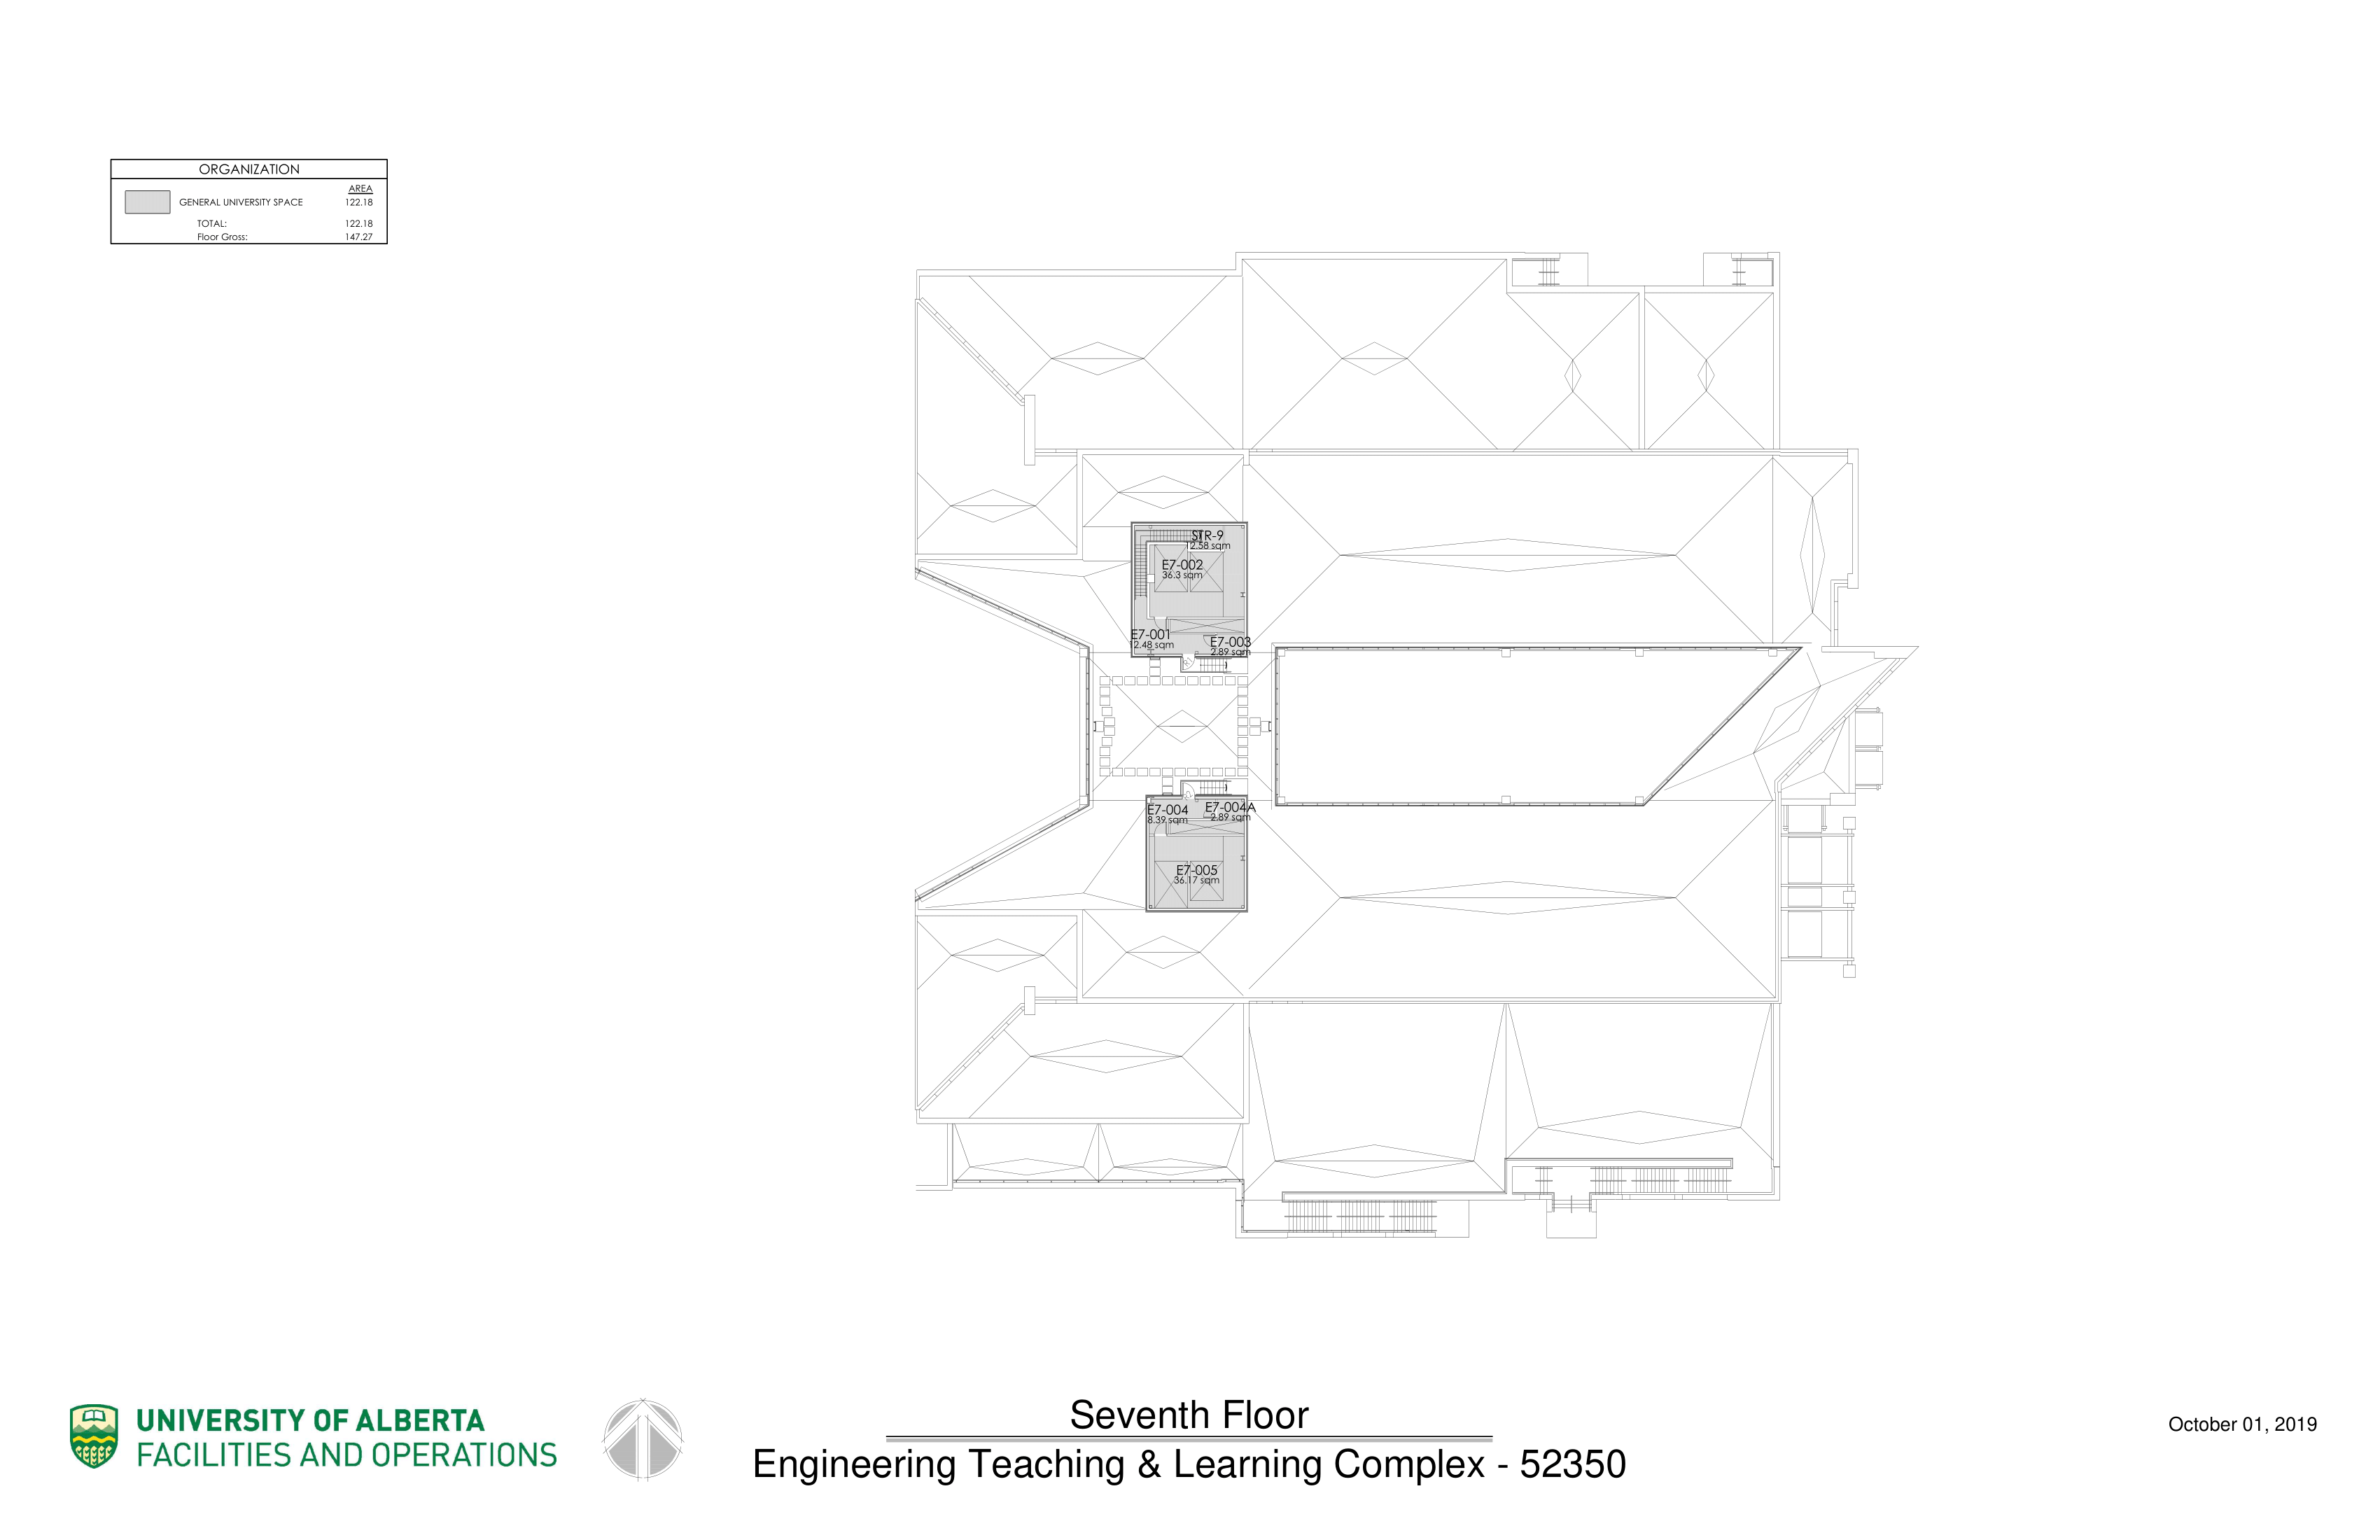 ORGANIZATION
AREA
GENERAL UNIVERSITY SPACE 122.18
TOTAL: 122.18
Floor Gross: 147.27
STR-9
12.58 sqm
E7-002
36.3 sqm
E7-001
12.48 sqm
E7-003
2.89 sqm
E7-004
8.39 sqm
E7-004A
2.89 sqm
E7-005
36.17 sqm
UNIVERSITY OF ALBERTA
FACILITIES AND OPERATIONS
Seventh Floor
Engineering Teaching & Learning Complex - 52350
October 01, 2019